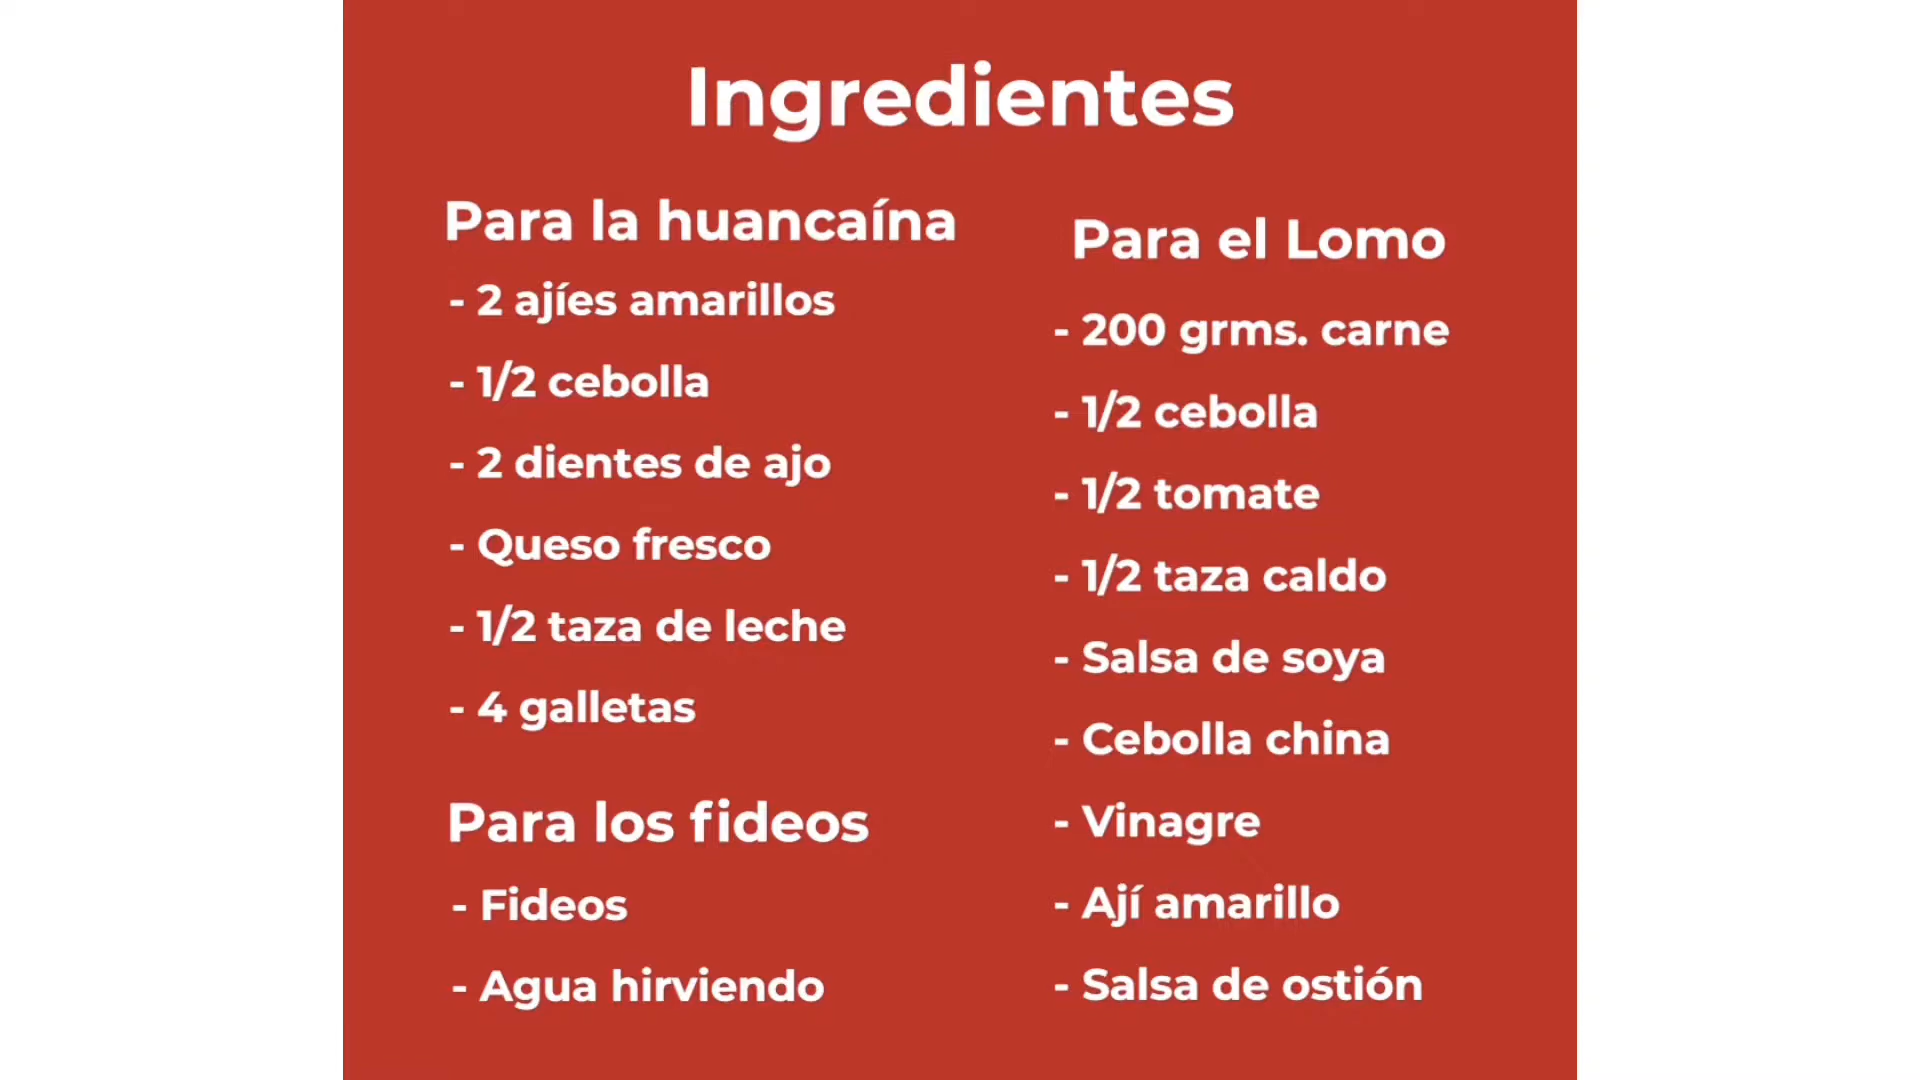 Ingredientes
Para la huancaína
- 2 ajíes amarillos
- 1/2 cebolla
- 2 dientes de ajo
- Queso fresco
- 1/2 taza de leche
- 4 galletas
Para los fideos
- Fideos
- Agua hirviendo
Para el Lomo
- 200 grms. carne
- 1/2 cebolla
- 1/2 tomate
- 1/2 taza caldo
- Salsa de soya
- Cebolla china
- Vinagre
- Ají amarillo
- Salsa de ostión